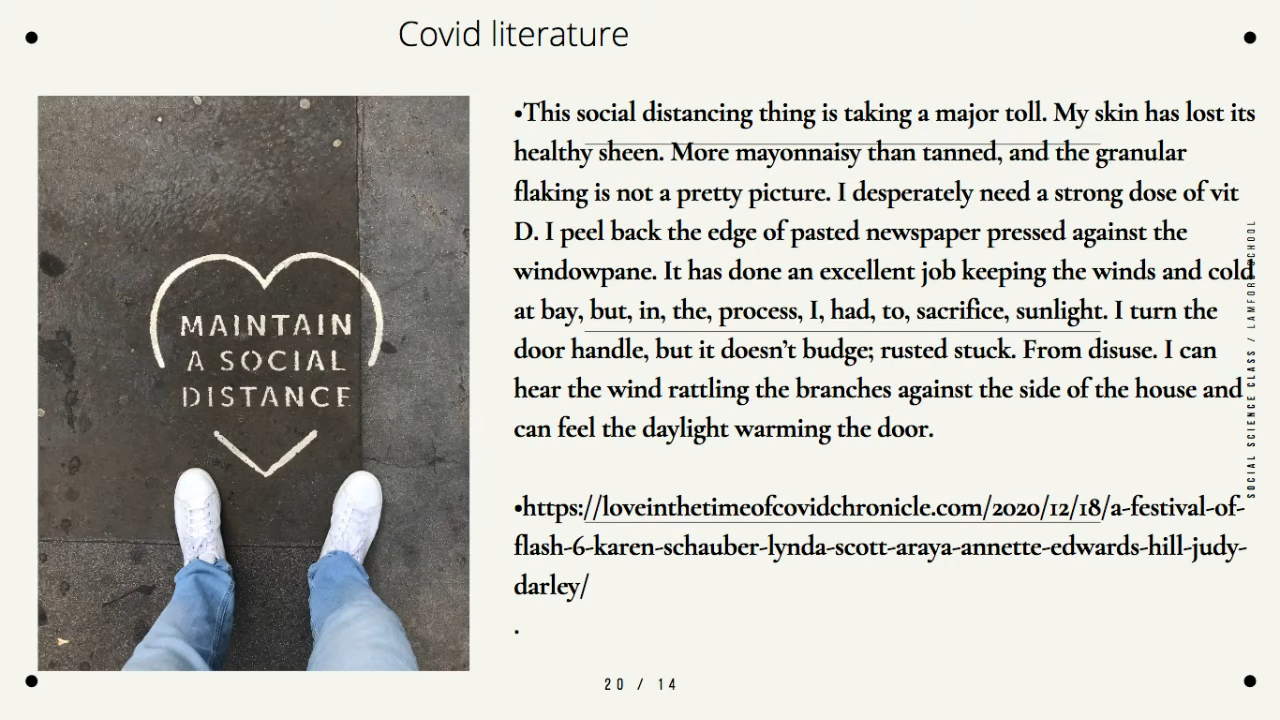 Covid literature
MAINTAIN
A SOCIAL
DISTANCE
•This social distancing thing is taking a major toll. My skin has lost its
healthy sheen. More mayonnaisy than tanned, and the granular
flaking is not a pretty picture. I desperately need a strong dose of vit
D. I peel back the edge of pasted newspaper pressed against the
windowpane. It has done an excellent job keeping the winds and cold
at bay, but, in, the, process, I, had, to, sacrifice, sunlight. I turn the
door handle, but it doesn’t budge; rusted stuck. From disuse. I can
hear the wind rattling the branches against the side of the house and
can feel the daylight warming the door.
•https://loveinthetimeofcovidchronicle.com/2020/12/18/a-festival-of-
flash-6-karen-schauber-lynda-scott-araya-annette-edwards-hill-judy-
darley/
.
SOCIAL SCIENCE CLASS / LAMFORD SCHOOL
20 / 14